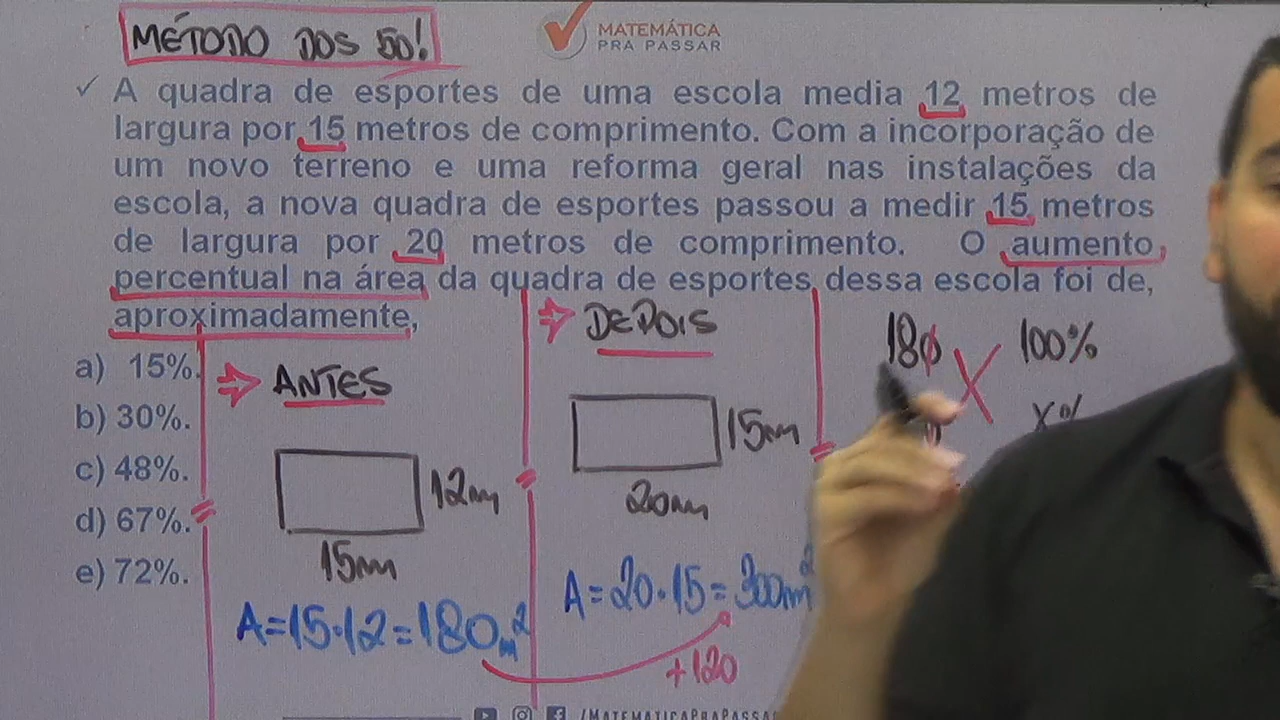 MÉTODO DOS 50!
MATEMÁTICA
PRA PASSAR
✓ A quadra de esportes de uma escola media 12 metros de
largura por 15 metros de comprimento. Com a incorporação de
um novo terreno e uma reforma geral nas instalações da
escola, a nova quadra de esportes passou a medir 15 metros
de largura por 20 metros de comprimento. O aumento
percentual na área da quadra de esportes dessa escola foi de,
aproximadamente,
a) 15%.
b) 30%.
c) 48%.
d) 67%.
e) 72%.
ANTES
12m
15m
A=15·12=180m²
DEPOIS
15m
20m
A=20·15=300m²
+120
180 100%
X%
/MATEMATICAPRAPASSA